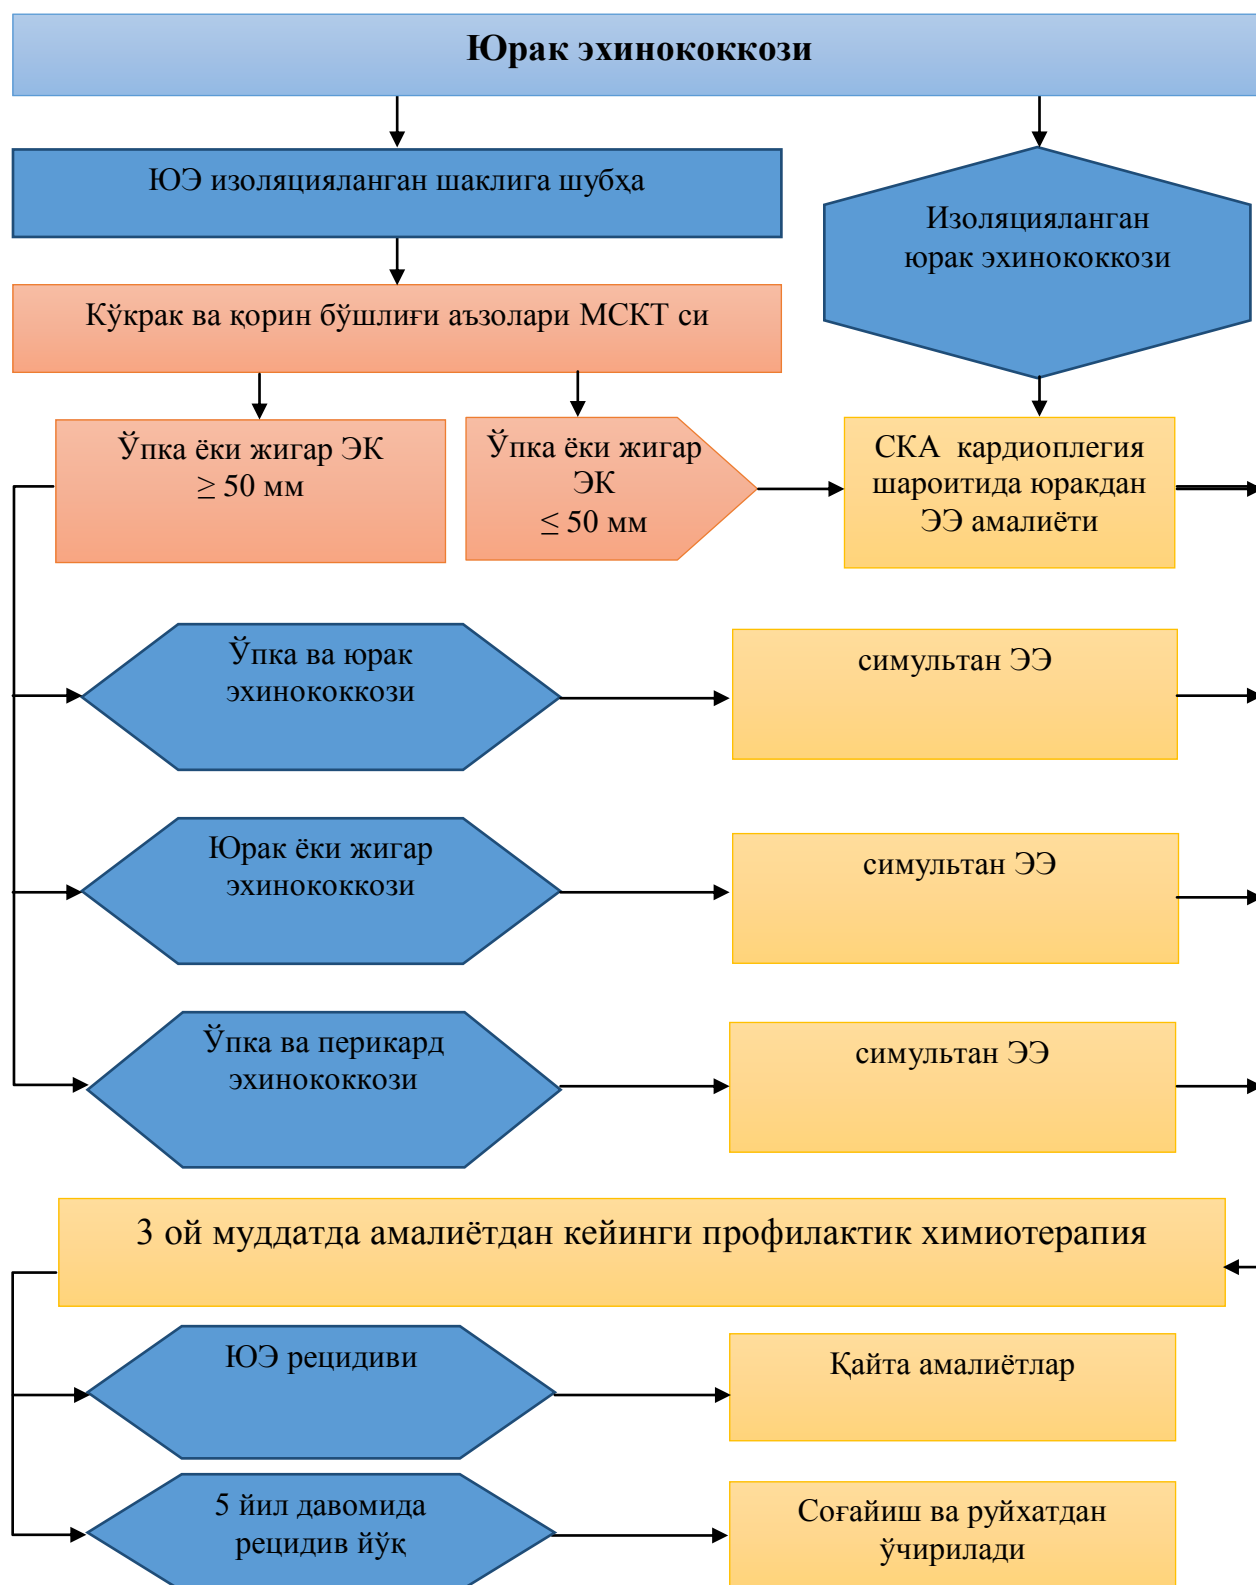 Юрак эхинококкози
ЮЭ изоляцияланган шаклига шубҳа
Изоляцияланган
юрак эхинококкози
Кўкрак ва қорин бўшлиғи аъзолари МСКТ си
Ўпка ёки жигар ЭК
≥ 50 мм
Ўпка ёки жигар
ЭК
≤ 50 мм
СКА кардиоплегия
шароитида юракдан
ЭЭ амалиёти
Ўпка ва юрак
эхинококкози
симультан ЭЭ
Юрак ёки жигар
эхинококкози
симультан ЭЭ
Ўпка ва перикард
эхинококкози
симультан ЭЭ
3 ой муддатда амалиётдан кейинги профилактик химиотерапия
ЮЭ рецидиви
Қайта амалиётлар
5 йил давомида
рецидив йўқ
Соғайиш ва руйхатдан
ўчирилади